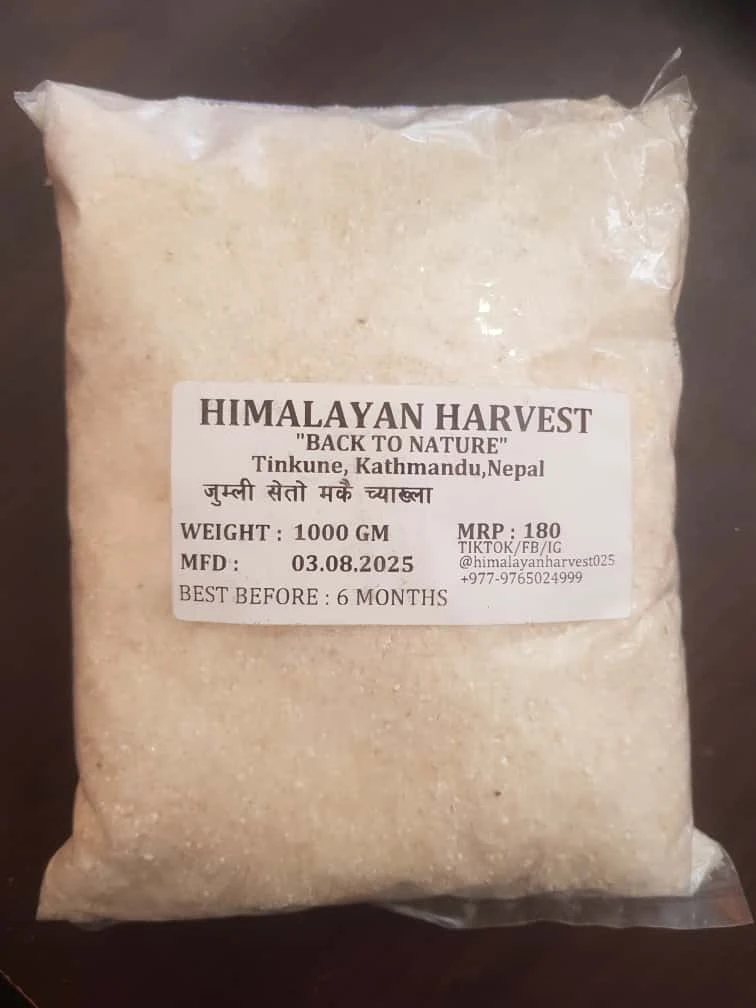 HIMALAYAN HARVEST
"BACK TO NATURE"
Tinkune, Kathmandu,Nepal
जुम्ली सेतो मकै च्याख्ला
WEIGHT : 1000 GM
MFD : 03.08.2025
BEST BEFORE : 6 MONTHS
MRP : 180
TIKTOK/FB/IG
@himalayanharvest025
+977-9765024999